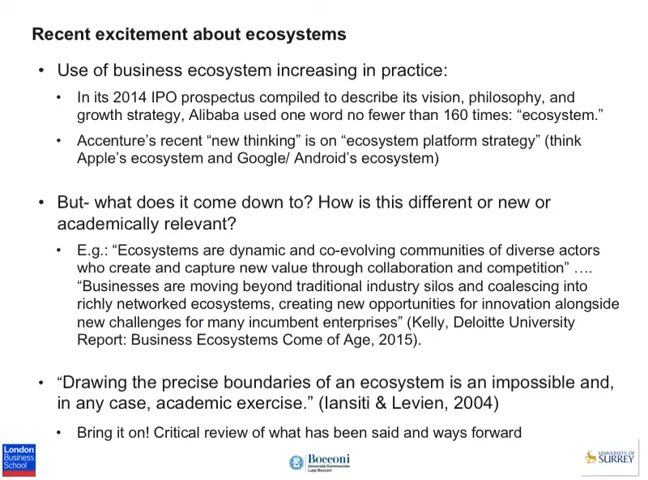 Recent excitement about ecosystems
• Use of business ecosystem increasing in practice:
• In its 2014 IPO prospectus compiled to describe its vision, philosophy, and
growth strategy, Alibaba used one word no fewer than 160 times: “ecosystem.”
• Accenture’s recent “new thinking” is on “ecosystem platform strategy” (think
Apple’s ecosystem and Google/ Android’s ecosystem)
• But- what does it come down to? How is this different or new or
academically relevant?
• E.g.: “Ecosystems are dynamic and co-evolving communities of diverse actors
who create and capture new value through collaboration and competition” ….
“Businesses are moving beyond traditional industry silos and coalescing into
richly networked ecosystems, creating new opportunities for innovation alongside
new challenges for many incumbent enterprises” (Kelly, Deloitte University
Report: Business Ecosystems Come of Age, 2015).
• “Drawing the precise boundaries of an ecosystem is an impossible and,
in any case, academic exercise.” (Iansiti & Levien, 2004)
• Bring it on! Critical review of what has been said and ways forward
London
Business
School
Bocconi
Università Commerciale
Luigi Bocconi
UNIVERSITY OF
SURREY